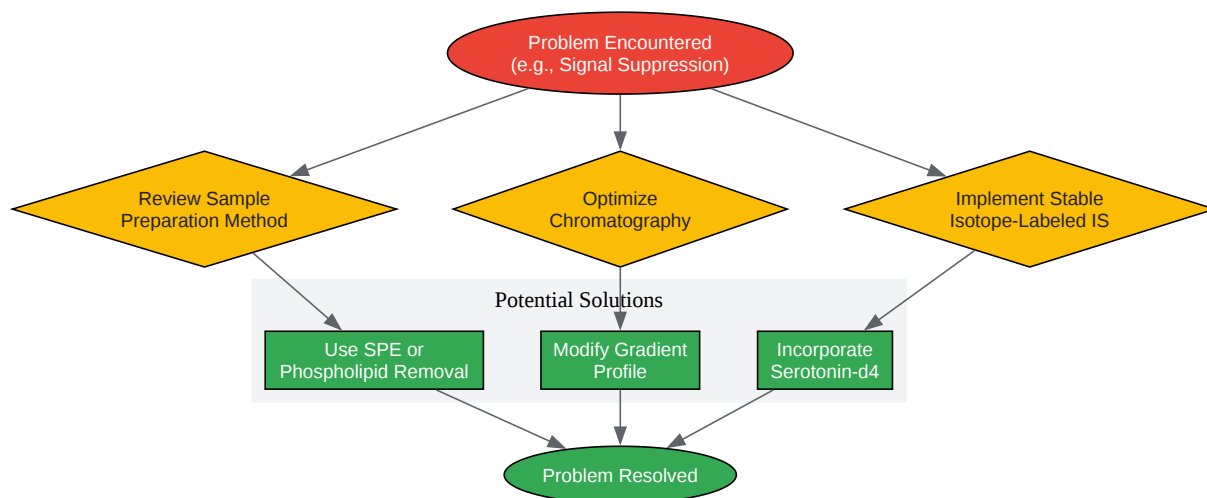 Problem Encountered
(e.g., Signal Suppression)
Review Sample
Preparation Method
Optimize
Chromatography
Implement Stable
Isotope-Labeled IS
Potential Solutions
Use SPE or
Phospholipid Removal
Modify Gradient
Profile
Incorporate
Serotonin-d4
Problem Resolved